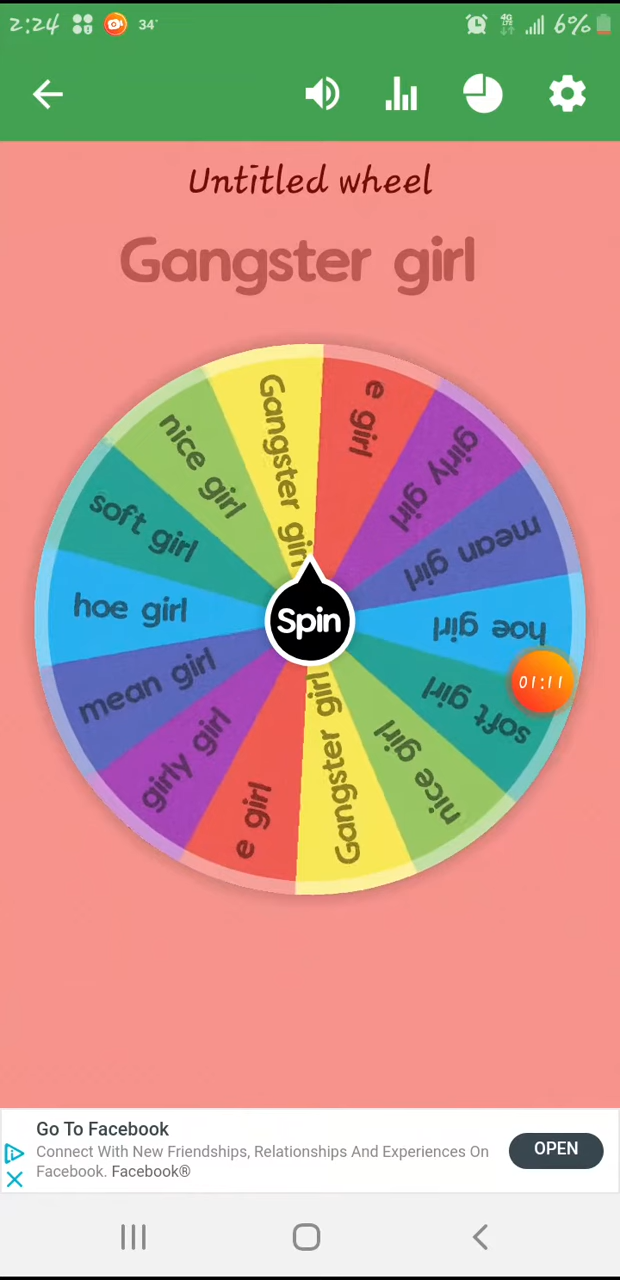 2:24 34° 4G LTE 6%
Untitled wheel
Gangster girl
Gangster girl
e girl
girly girl
mean girl
hoe girl
soft girl
nice girl
Gangster girl
e girl
girly girl
mean girl
hoe girl
soft girl
nice girl
Spin
01:11
Go To Facebook
Connect With New Friendships, Relationships And Experiences On
Facebook. Facebook®
OPEN